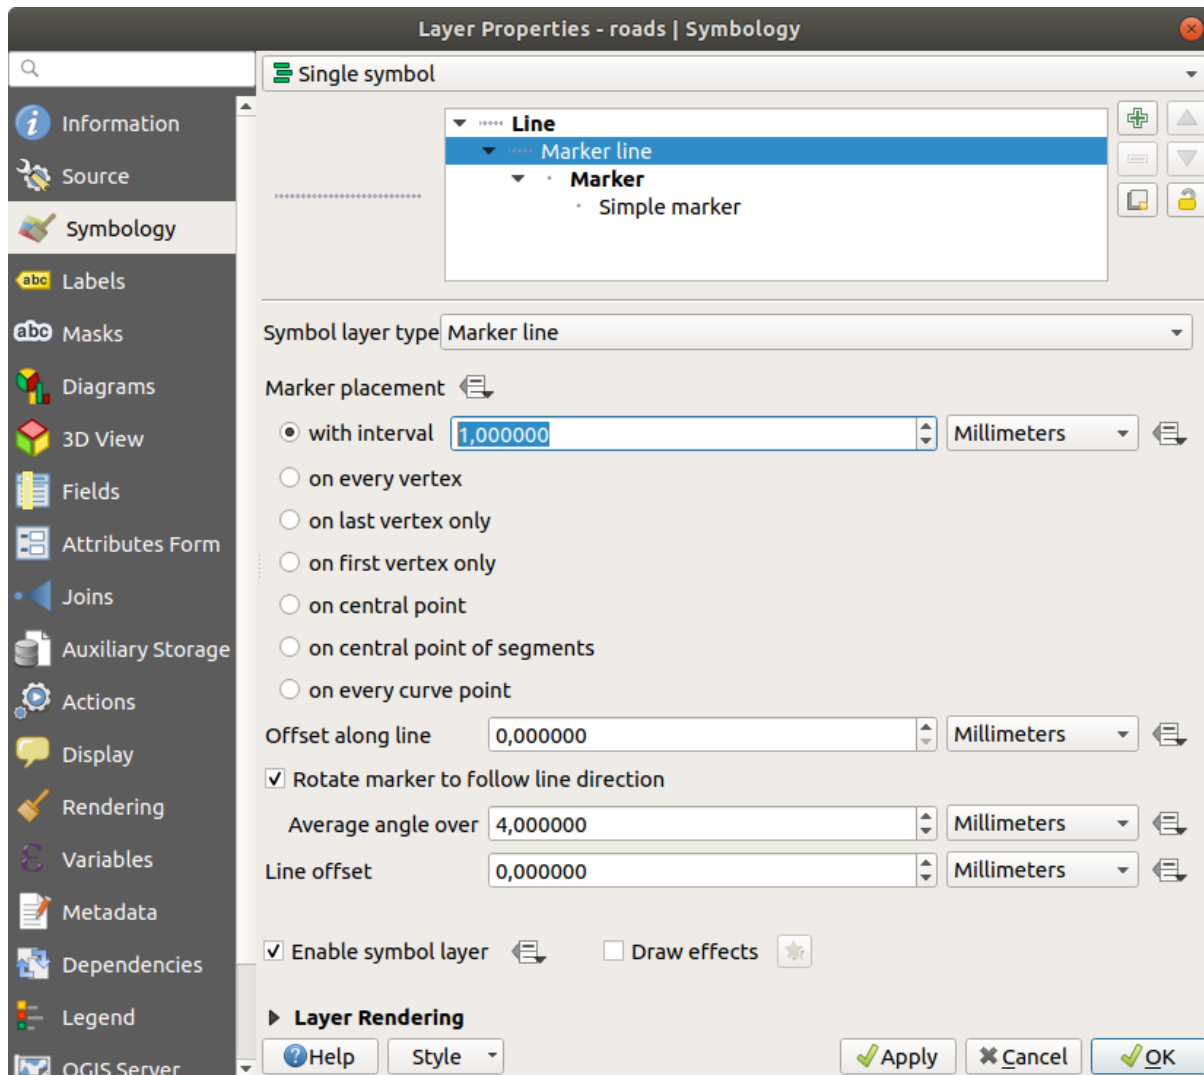 Layer Properties - roads | Symbology
Information
Source
Symbology
abc Labels
abc Masks
Diagrams
3D View
Fields
Attributes Form
Joins
Auxiliary Storage
Actions
Display
Rendering
Variables
Metadata
Dependencies
Legend
QGIS Server
Single symbol
Line
Marker line
Marker
Simple marker
Symbol layer type Marker line
Marker placement
with interval 1,000000 Millimeters
on every vertex
on last vertex only
on first vertex only
on central point
on central point of segments
on every curve point
Offset along line 0,000000 Millimeters
Rotate marker to follow line direction
Average angle over 4,000000 Millimeters
Line offset 0,000000 Millimeters
Enable symbol layer Draw effects
Layer Rendering
Help Style Apply Cancel OK